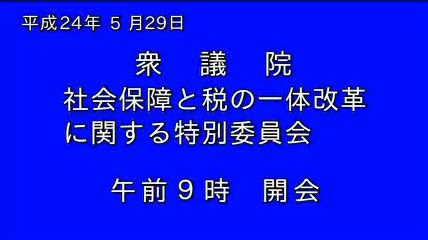 平成24年 5月29日
衆 議 院
社会保障と税の一体改革
に関する特別委員会
午前9時 開会